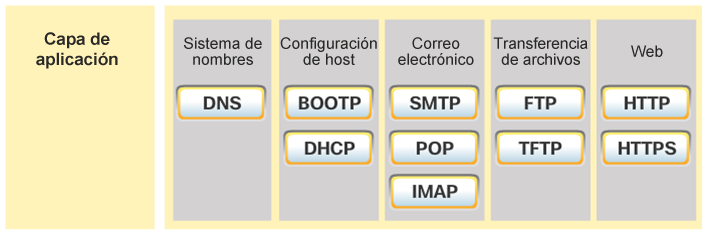 Capa de
aplicación
Sistema de
nombres
DNS
Configuración
de host
BOOTP
DHCP
Correo
electrónico
SMTP
POP
IMAP
Transferencia
de archivos
FTP
TFTP
Web
HTTP
HTTPS